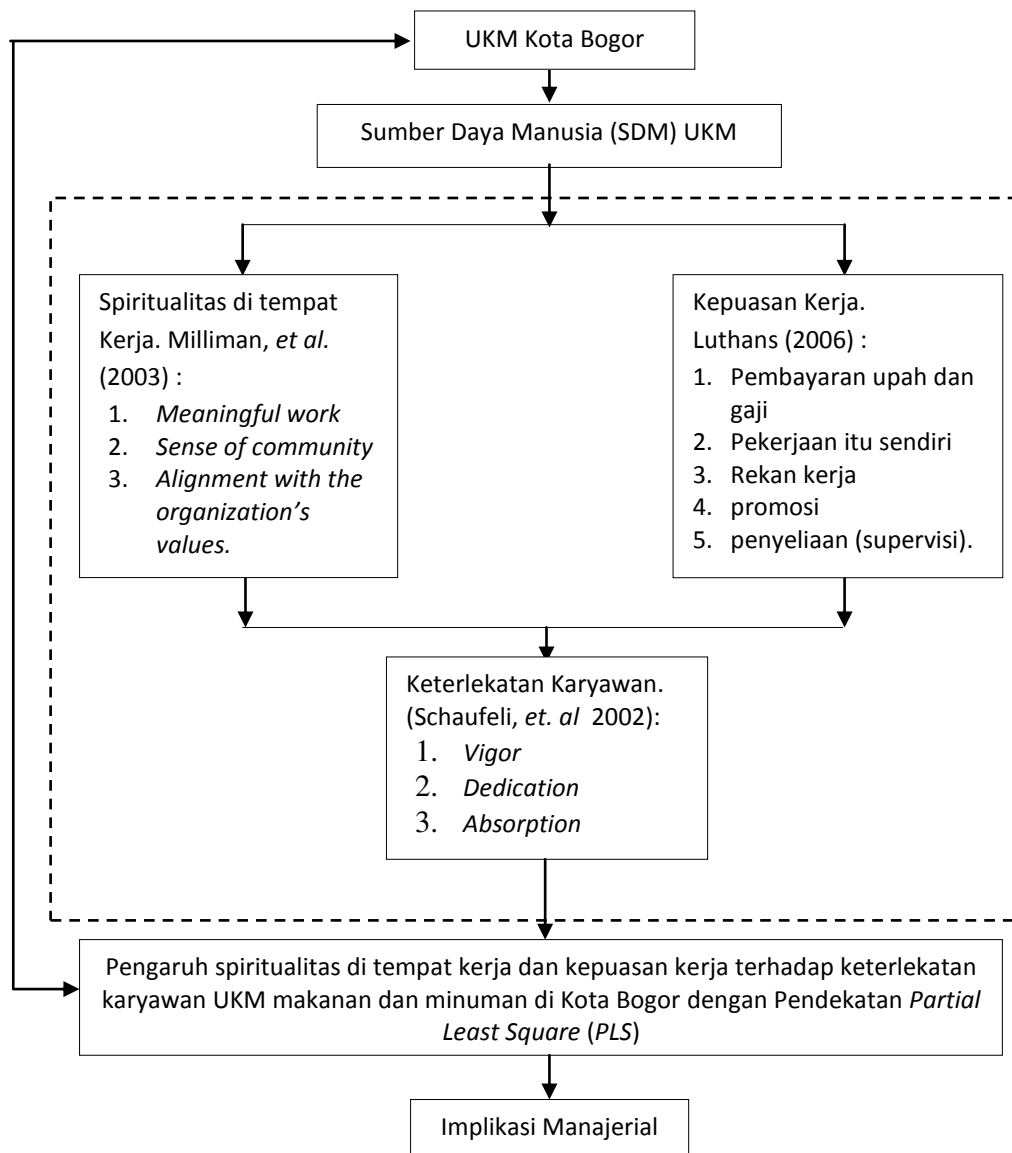 UKM Kota Bogor
Sumber Daya Manusia (SDM) UKM
Spiritualitas di tempat
Kerja. Milliman, et al.
(2003) :
1. Meaningful work
2. Sense of community
3. Alignment with the
organization’s
values.
Kepuasan Kerja.
Luthans (2006) :
1. Pembayaran upah dan
gaji
2. Pekerjaan itu sendiri
3. Rekan kerja
4. promosi
5. penyeliaan (supervisi).
Keterlekatan Karyawan.
(Schaufeli, et. al 2002):
1. Vigor
2. Dedication
3. Absorption
Pengaruh spiritualitas di tempat kerja dan kepuasan kerja terhadap keterlekatan
karyawan UKM makanan dan minuman di Kota Bogor dengan Pendekatan Partial
Least Square (PLS)
Implikasi Manajerial